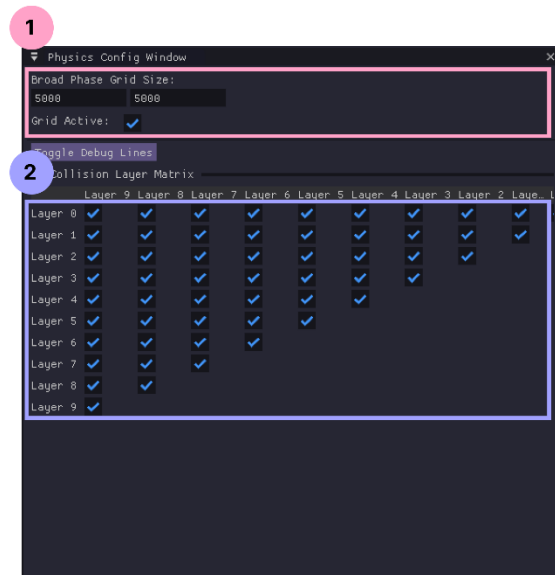 1
Physics Config Window
Broad Phase Grid Size:
5000 5000
Grid Active:
Toggle Debug Lines
2
Collision Layer Matrix
Layer 9 Layer 8 Layer 7 Layer 6 Layer 5 Layer 4 Layer 3 Layer 2 Laye…
Layer 0
Layer 1
Layer 2
Layer 3
Layer 4
Layer 5
Layer 6
Layer 7
Layer 8
Layer 9